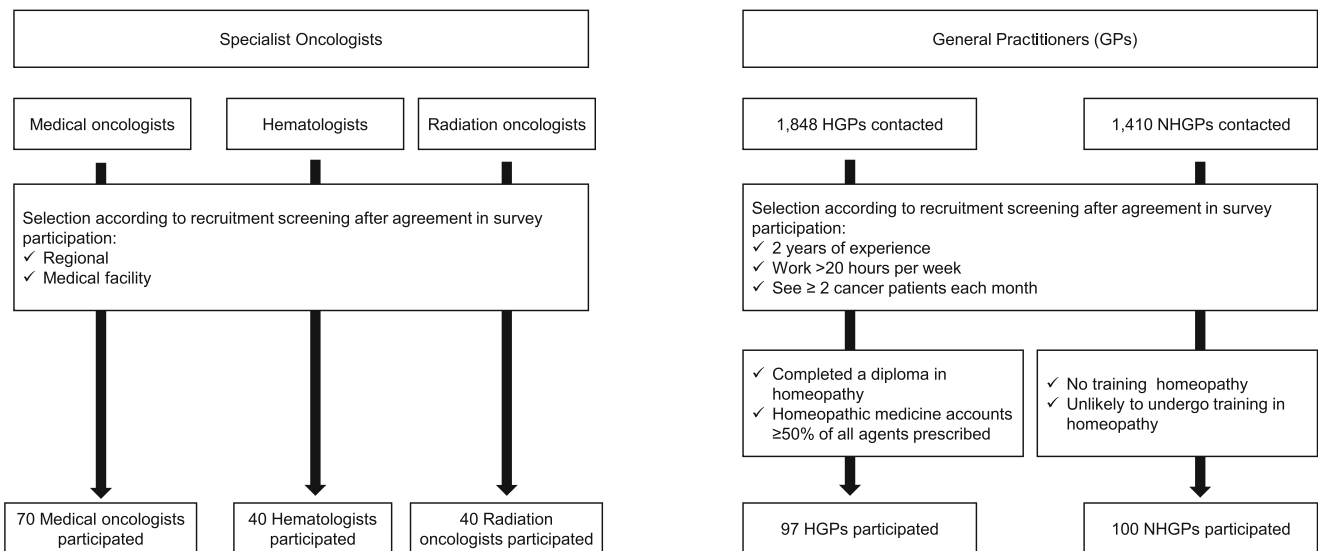 Specialist Oncologists
General Practitioners (GPs)
Medical oncologists
Hematologists
Radiation oncologists
1,848 HGPs contacted
1,410 NHGPs contacted
Selection according to recruitment screening after agreement in survey
participation:
✓ Regional
✓ Medical facility
Selection according to recruitment screening after agreement in survey
participation:
✓ 2 years of experience
✓ Work >20 hours per week
✓ See ≥ 2 cancer patients each month
✓ Completed a diploma in
homeopathy
✓ Homeopathic medicine accounts
≥50% of all agents prescribed
✓ No training homeopathy
✓ Unlikely to undergo training in
homeopathy
70 Medical oncologists
participated
40 Hematologists
participated
40 Radiation
oncologists participated
97 HGPs participated
100 NHGPs participated